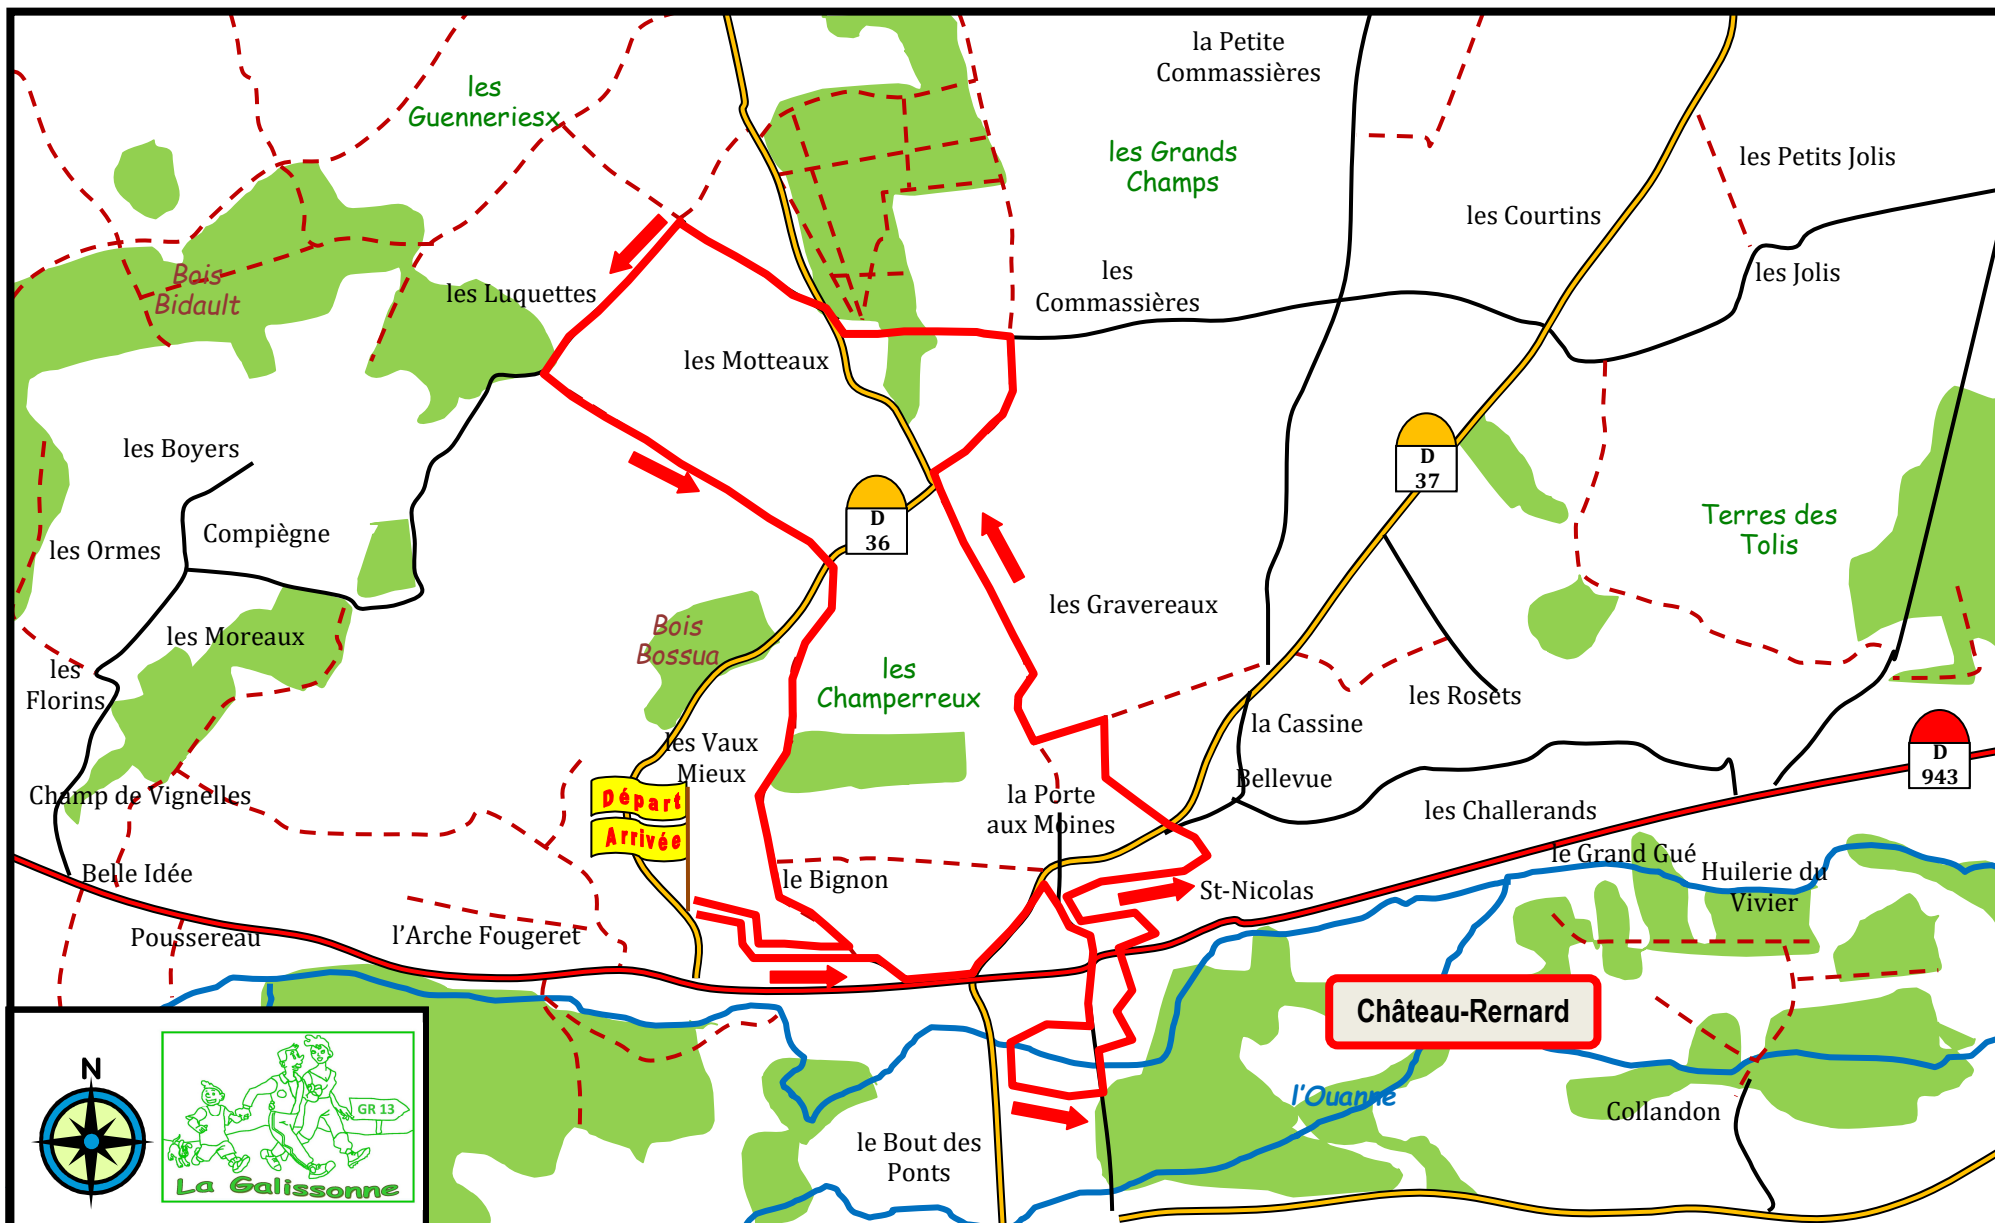 la Petite
Commassières
les
Guenneriesx
les Grands
Champs
les Petits Jolis
les Courtins
les Jolis
Bois
Bidault
les Luquettes
les
Commassières
les Motteaux
les Boyers
D
37
Compiègne
les Ormes
D
36
Terres des
Tolis
les Gravereaux
les Moreaux
Bois
Bossua
les
Florins
les
Champerreux
les Rosets
la Cassine
les Vaux
Mieux
D
943
Bellevue
Champ de Vignelles
Départ
Arrivée
la Porte
aux Moines
les Challerands
le Grand Gué
Belle Idée
le Bignon
St-Nicolas
Huilerie du
Vivier
Poussereau
l'Arche Fougeret
Château-Rernard
N
GR 13
La Galissonne
l'Ouanne
Collandon
le Bout des
Ponts